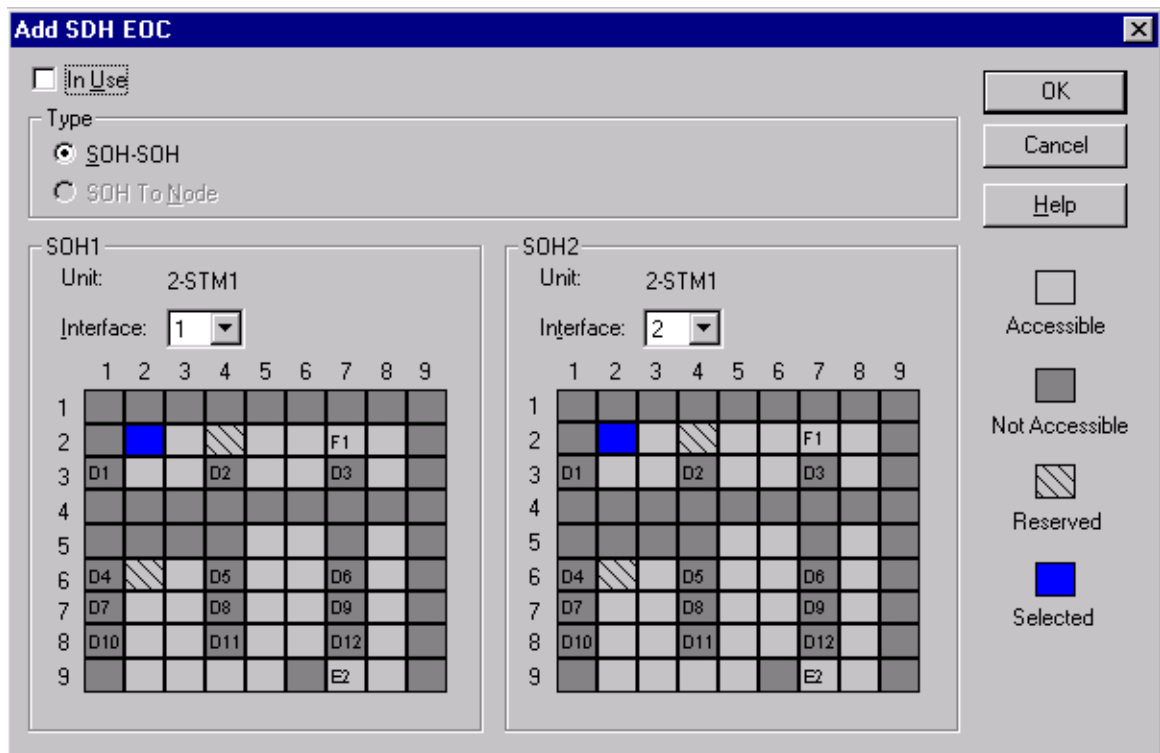 Add SDH EOC
In Use
OK
Type
SOH-SOH
Cancel
SOH To Node
Help
SOH1
Unit: 2-STM1
Interface: 1
1 2 3 4 5 6 7 8 9
1
2 F1
3 D1 D2 D3
4
5
6 D4 D5 D6
7 D7 D8 D9
8 D10 D11 D12
9 E2
SOH2
Unit: 2-STM1
Interface: 2
1 2 3 4 5 6 7 8 9
1
2 F1
3 D1 D2 D3
4
5
6 D4 D5 D6
7 D7 D8 D9
8 D10 D11 D12
9 E2
Accessible
Not Accessible
Reserved
Selected